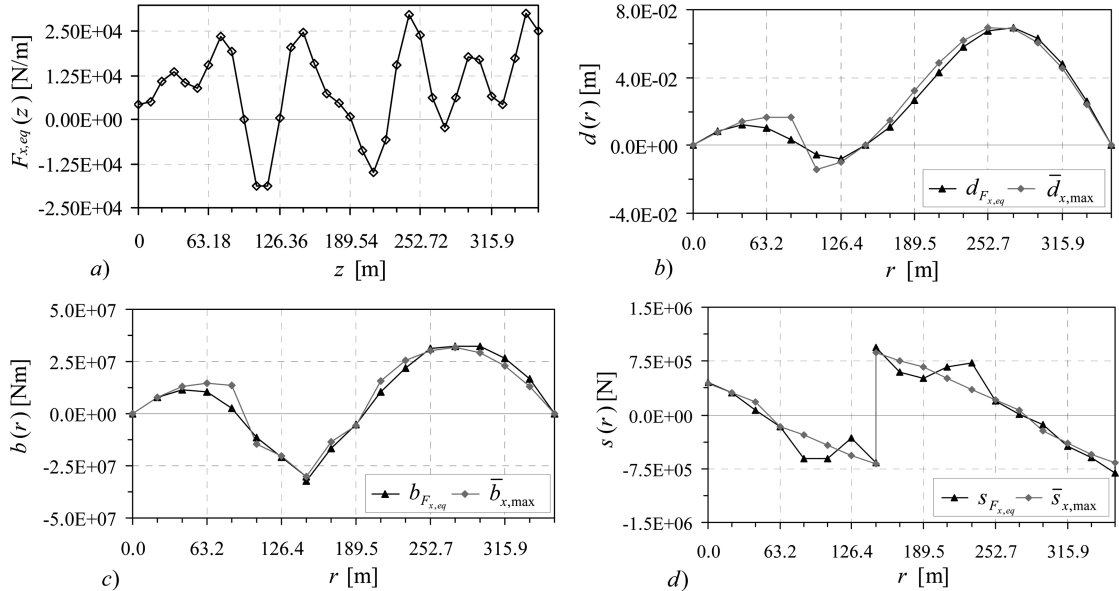 F_{x,eq}(z) [N/m]
2.50E+04
1.25E+04
0.00E+00
-1.25E+04
-2.50E+04
0 63.18 126.36 189.54 252.72 315.9
a) z [m]
d(r) [m]
8.0E-02
4.0E-02
0.0E+00
-4.0E-02
d_{F_{x,eq}} d̅_{x,max}
0.0 63.2 126.4 189.5 252.7 315.9
b) r [m]
b(r) [Nm]
5.0E+07
2.5E+07
0.0E+00
-2.5E+07
-5.0E+07
b_{F_{x,eq}} b̅_{x,max}
0.0 63.2 126.4 189.5 252.7 315.9
c) r [m]
s(r) [N]
1.5E+06
7.5E+05
0.0E+00
-7.5E+05
-1.5E+06
s_{F_{x,eq}} s̅_{x,max}
0.0 63.2 126.4 189.5 252.7 315.9
d) r [m]